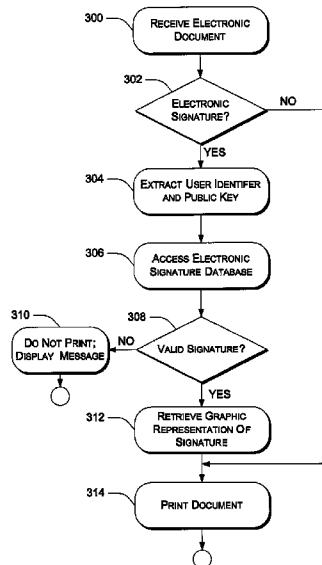 300
RECEIVE ELECTRONIC
DOCUMENT
302
ELECTRONIC
SIGNATURE?
NO
YES
304
EXTRACT USER IDENTIFER
AND PUBLIC KEY
306
ACCESS ELECTRONIC
SIGNATURE DATABASE
308
310
DO NOT PRINT;
DISPLAY MESSAGE
NO
VALID SIGNATURE?
YES
312
RETRIEVE GRAPHIC
REPRESENTATION OF
SIGNATURE
314
PRINT DOCUMENT